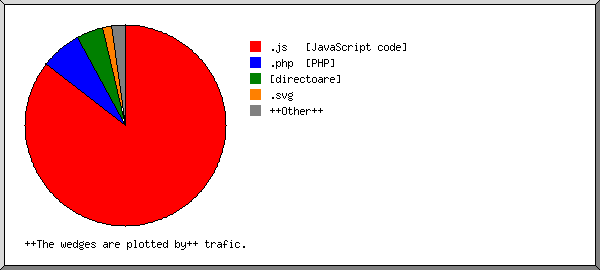 .js   [JavaScript code]
.php  [PHP]
[directoare]
.svg
++Other++
++The wedges are plotted by++ trafic.